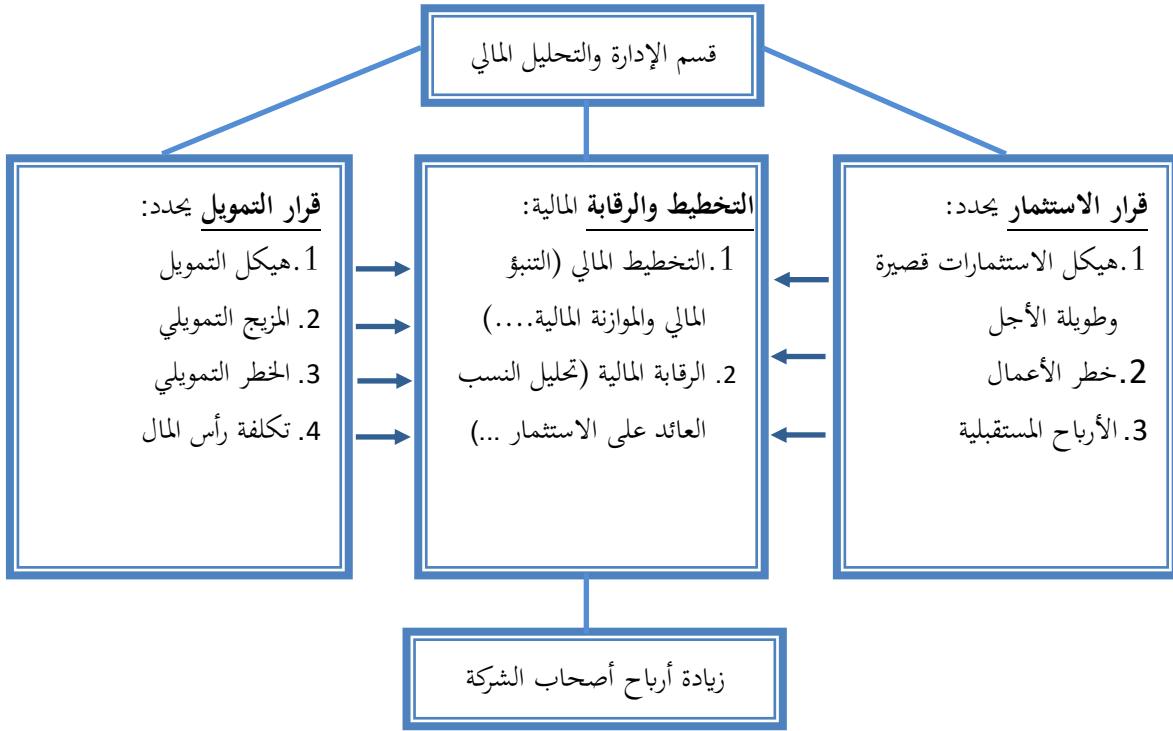 قسم الإدارة والتحليل المالي
قرار الاستثمار يحدد:
1.هيكل الاستثمارات قصيرة
وطويلة الأجل
2.خطر الأعمال
3. الأرباح المستقبلية
التخطيط والرقابة المالية:
1.التخطيط المالي (التنبؤ
المالي والموازنة المالية....)
2. الرقابة المالية (تحليل النسب
العائد على الاستثمار ...)
قرار التمويل يحدد:
1.هيكل التمويل
2. المزيج التمويلي
3. الخطر التمويلي
4. تكلفة رأس المال
زيادة أرباح أصحاب الشركة